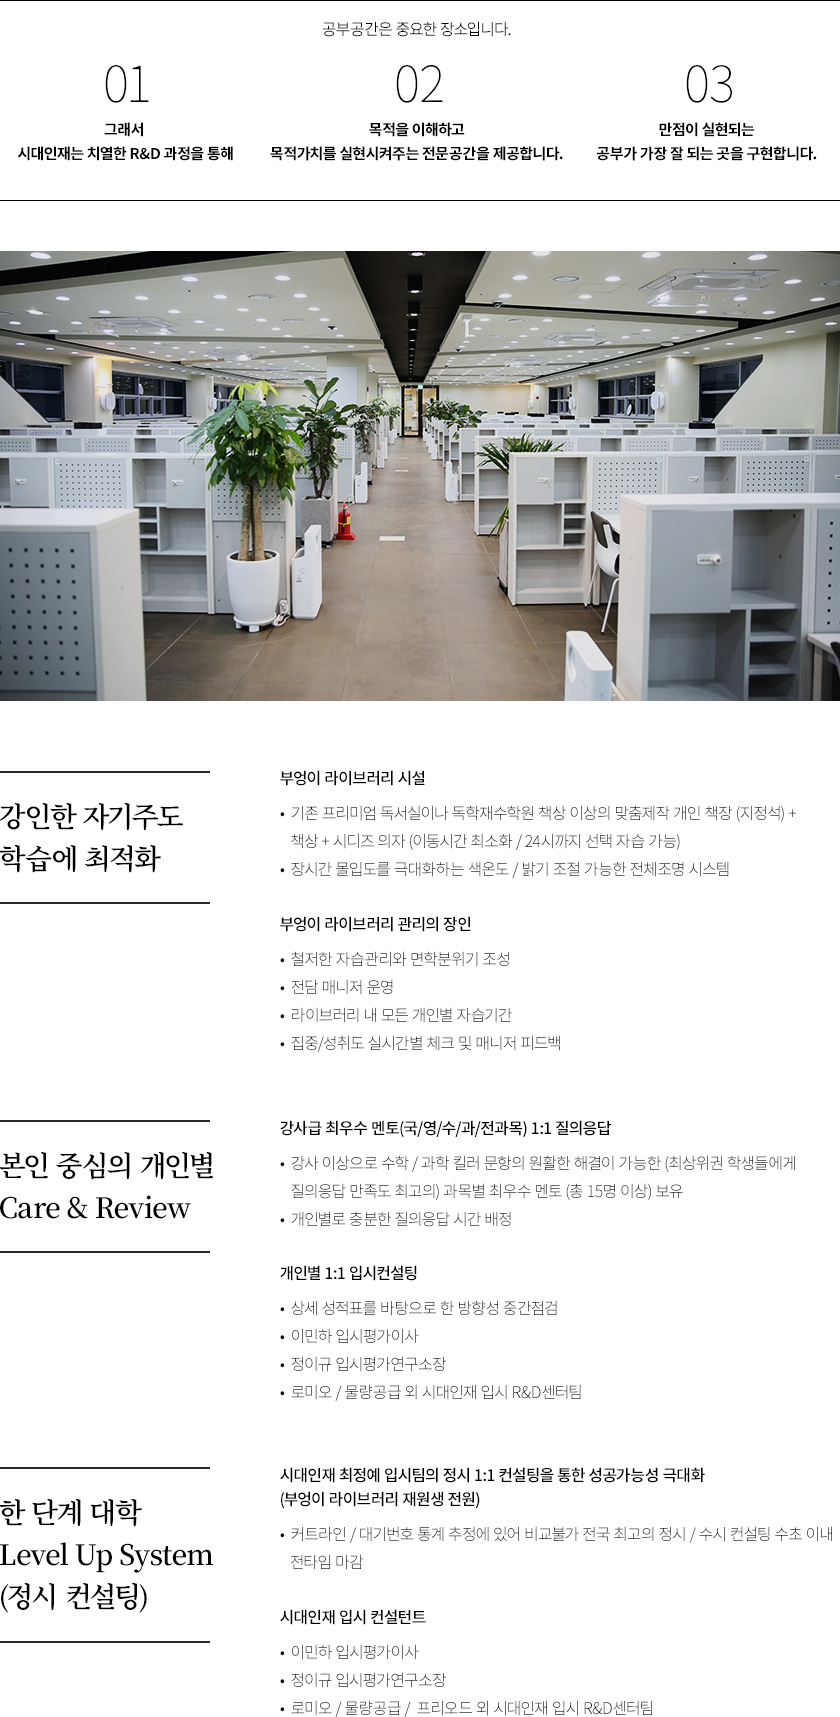 공부공간은 중요한 장소입니다.
01
그래서
시대인재는 치열한 R&D 과정을 통해
02
목적을 이해하고
목적가치를 실현시켜주는 전문공간을 제공합니다.
03
만점이 실현되는
공부가 가장 잘 되는 곳을 구현합니다.
강인한 자기주도
학습에 최적화
부엉이 라이브러리 시설
• 기존 프리미엄 독서실이나 독학재수학원 책상 이상의 맞춤제작 개인 책장 (지정석) +
책상 + 시디즈 의자 (이동시간 최소화 / 24시까지 선택 자습 가능)
• 장시간 몰입도를 극대화하는 색온도 / 밝기 조절 가능한 전체조명 시스템
부엉이 라이브러리 관리의 장인
• 철저한 자습관리와 면학분위기 조성
• 전담 매니저 운영
• 라이브러리 내 모든 개인별 자습기간
• 집중/성취도 실시간별 체크 및 매니저 피드백
본인 중심의 개인별
Care & Review
강사급 최우수 멘토(국/영/수/과/전과목) 1:1 질의응답
• 강사 이상으로 수학 / 과학 킬러 문항의 원활한 해결이 가능한 (최상위권 학생들에게
질의응답 만족도 최고의) 과목별 최우수 멘토 (총 15명 이상) 보유
• 개인별로 충분한 질의응답 시간 배정
개인별 1:1 입시컨설팅
• 상세 성적표를 바탕으로 한 방향성 중간점검
• 이민하 입시평가이사
• 정이규 입시평가연구소장
• 로미오 / 물량공급 외 시대인재 입시 R&D센터팀
한 단계 대학
Level Up System
(정시 컨설팅)
시대인재 최정예 입시팀의 정시 1:1 컨설팅을 통한 성공가능성 극대화
(부엉이 라이브러리 재원생 전원)
• 커트라인 / 대기번호 통계 추정에 있어 비교불가 전국 최고의 정시 / 수시 컨설팅 수초 이내
전타임 마감
시대인재 입시 컨설턴트
• 이민하 입시평가이사
• 정이규 입시평가연구소장
• 로미오 / 물량공급 / 프리오드 외 시대인재 입시 R&D센터팀